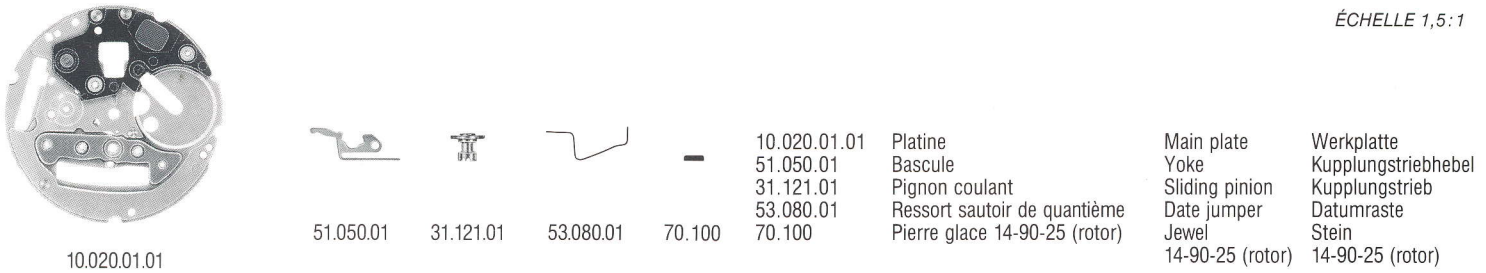 ÉCHELLE 1,5:1
10.020.01.01
51.050.01
31.121.01
53.080.01
70.100
10.020.01.01 Platine Main plate Werkplatte
51.050.01 Bascule Yoke Kupplungstriebhebel
31.121.01 Pignon coulant Sliding pinion Kupplungstrieb
53.080.01 Ressort sautoir de quantième Date jumper Datumraste
70.100 Pierre glace 14-90-25 (rotor) Jewel Stein
14-90-25 (rotor) 14-90-25 (rotor)